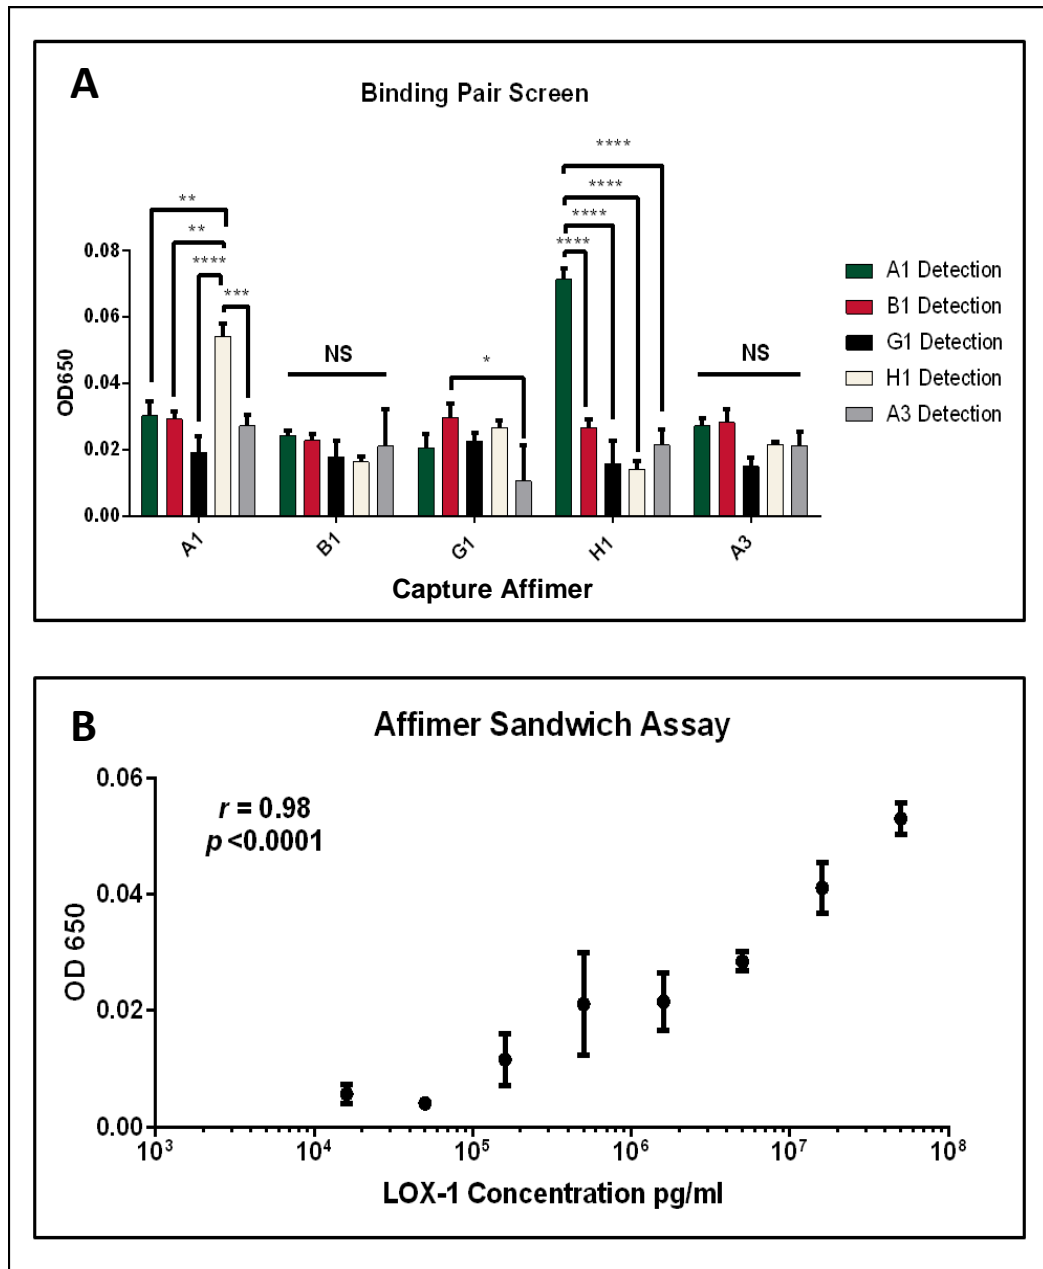 A
Binding Pair Screen
****
** ****
** ****
**** ****
***
NS * NS
0.08
0.06
0.04
0.02
0.00
OD650
A1 B1 G1 H1 A3
Capture Affimer
A1 Detection
B1 Detection
G1 Detection
H1 Detection
A3 Detection
B
Affimer Sandwich Assay
r = 0.98
p <0.0001
0.06
0.04
0.02
0.00
OD 650
10³ 10⁴ 10⁵ 10⁶ 10⁷ 10⁸
LOX-1 Concentration pg/ml